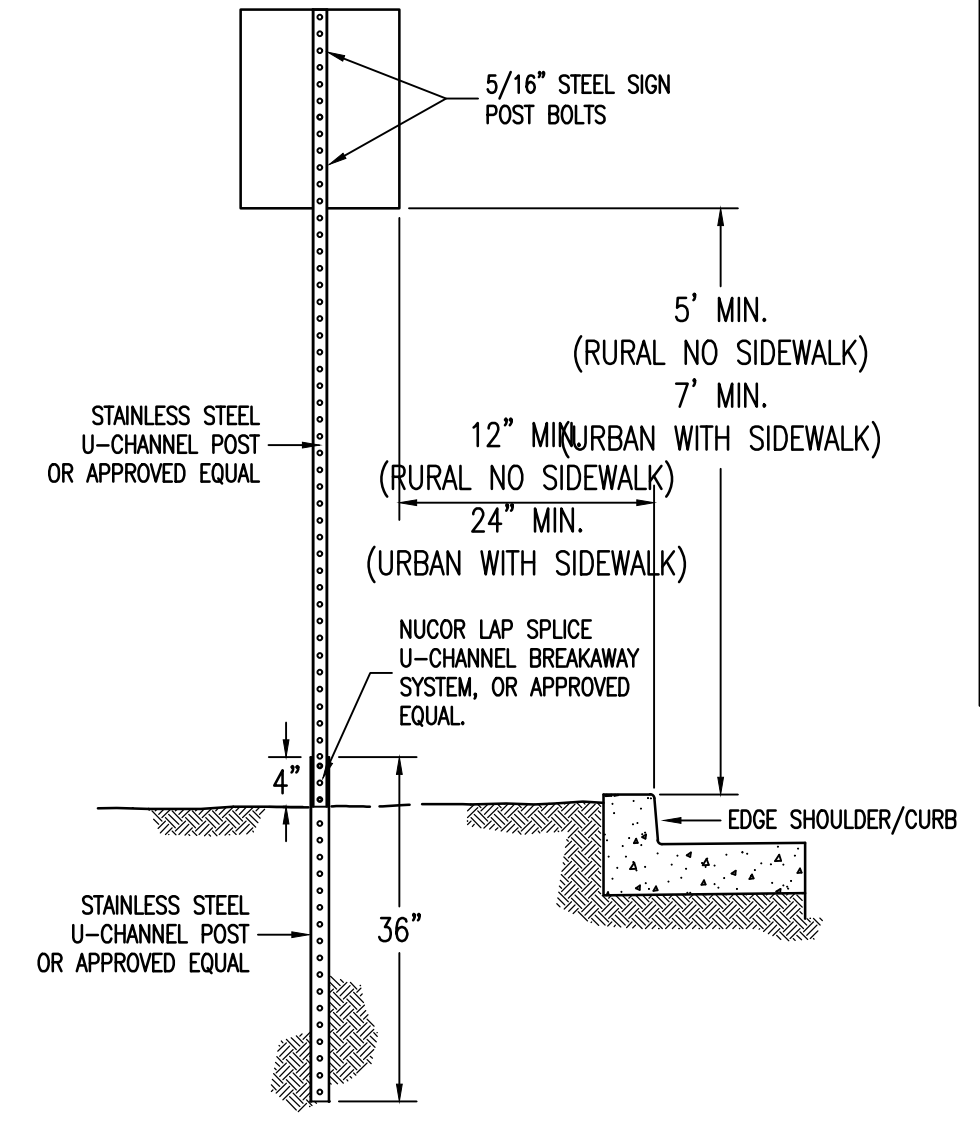 5/16" STEEL SIGN
POST BOLTS
5' MIN.
(RURAL NO SIDEWALK)
7' MIN.
(URBAN WITH SIDEWALK)
STAINLESS STEEL
U-CHANNEL POST
OR APPROVED EQUAL
12" MIN.
(RURAL NO SIDEWALK)
24" MIN.
(URBAN WITH SIDEWALK)
NUCOR LAP SPLICE
U-CHANNEL BREAKAWAY
SYSTEM, OR APPROVED
EQUAL.
4"
EDGE SHOULDER/CURB
STAINLESS STEEL
U-CHANNEL POST
OR APPROVED EQUAL
36"